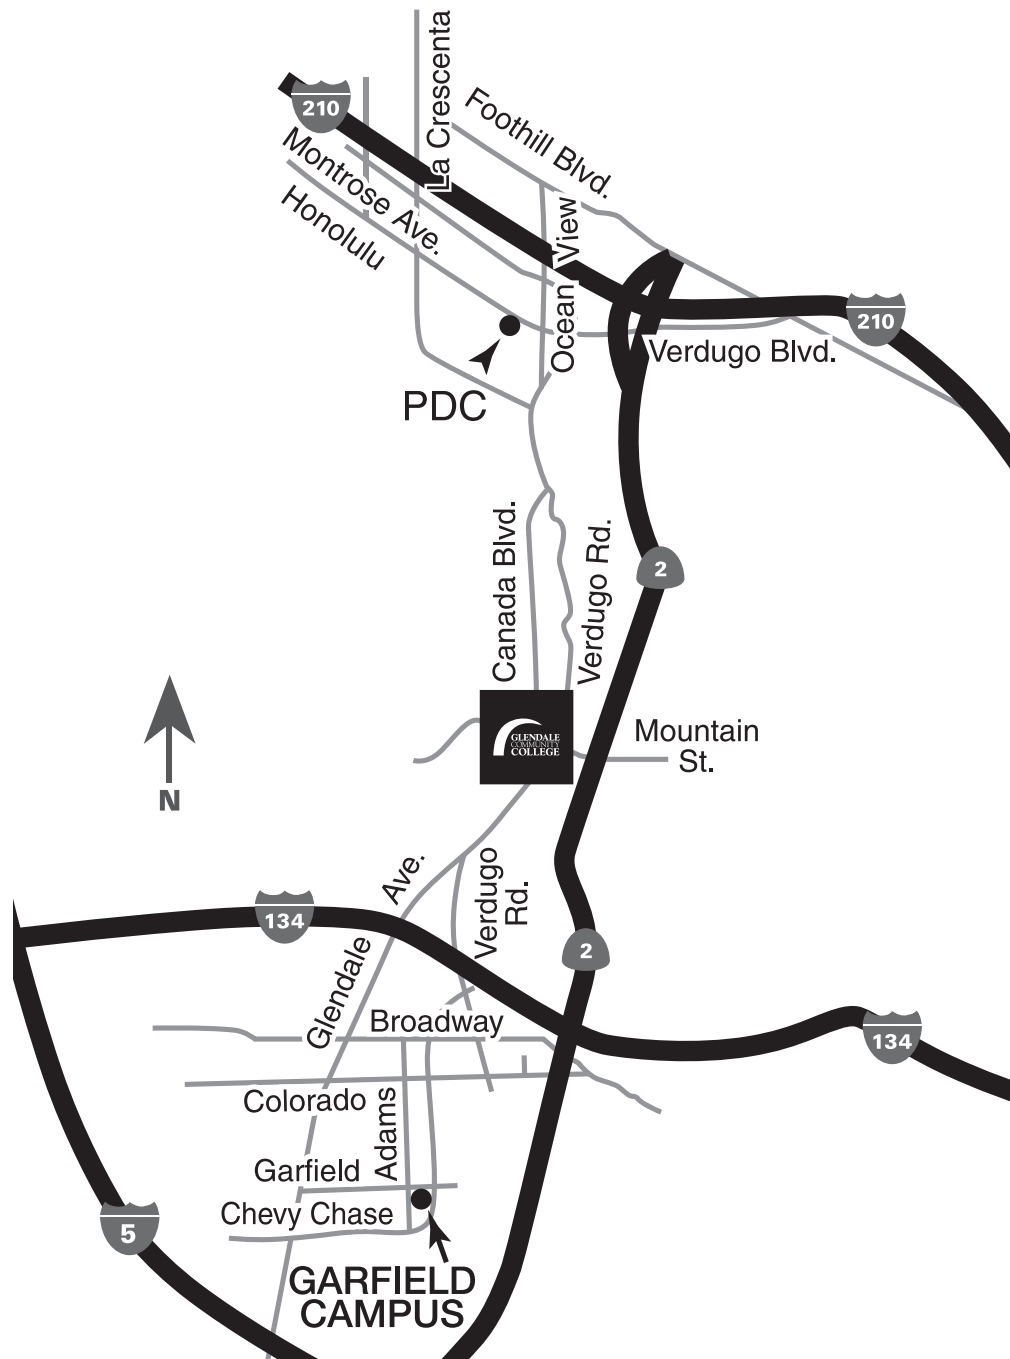 La Crescenta
Foothill Blvd.
210
Montrose Ave.
Honolulu
Ocean View
210
Verdugo Blvd.
PDC
Canada Blvd.
Verdugo Rd.
2
GLENDALE
COMMUNITY
COLLEGE
Mountain
St.
N
Glendale Ave.
Verdugo
Rd.
134
2
Broadway
134
Colorado
Adams
Garfield
Chevy Chase
5
GARFIELD
CAMPUS